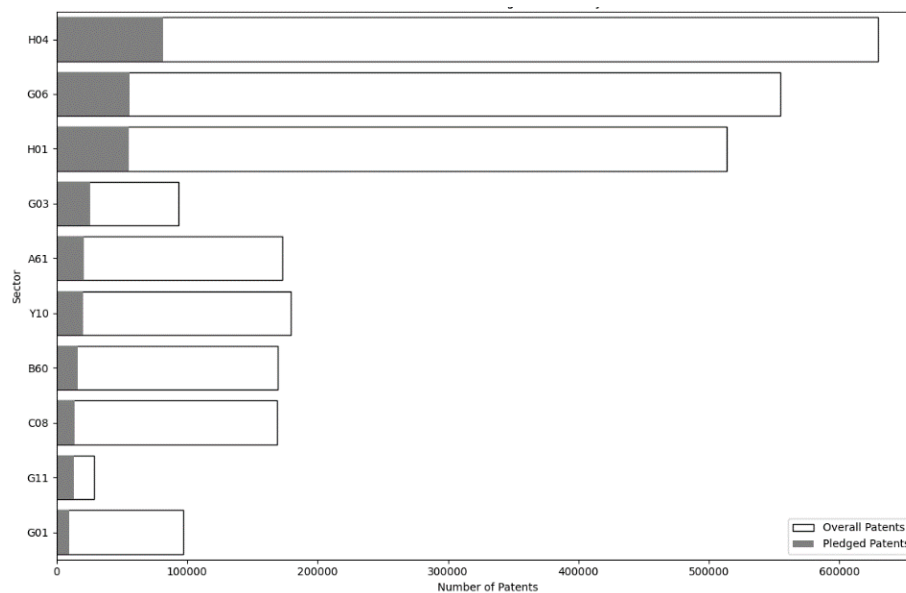 H04
G06
H01
G03
A61
Y10
B60
C08
G11
G01
Sector
0 100000 200000 300000 400000 500000 600000
Number of Patents
Overall Patents
Pledged Patents